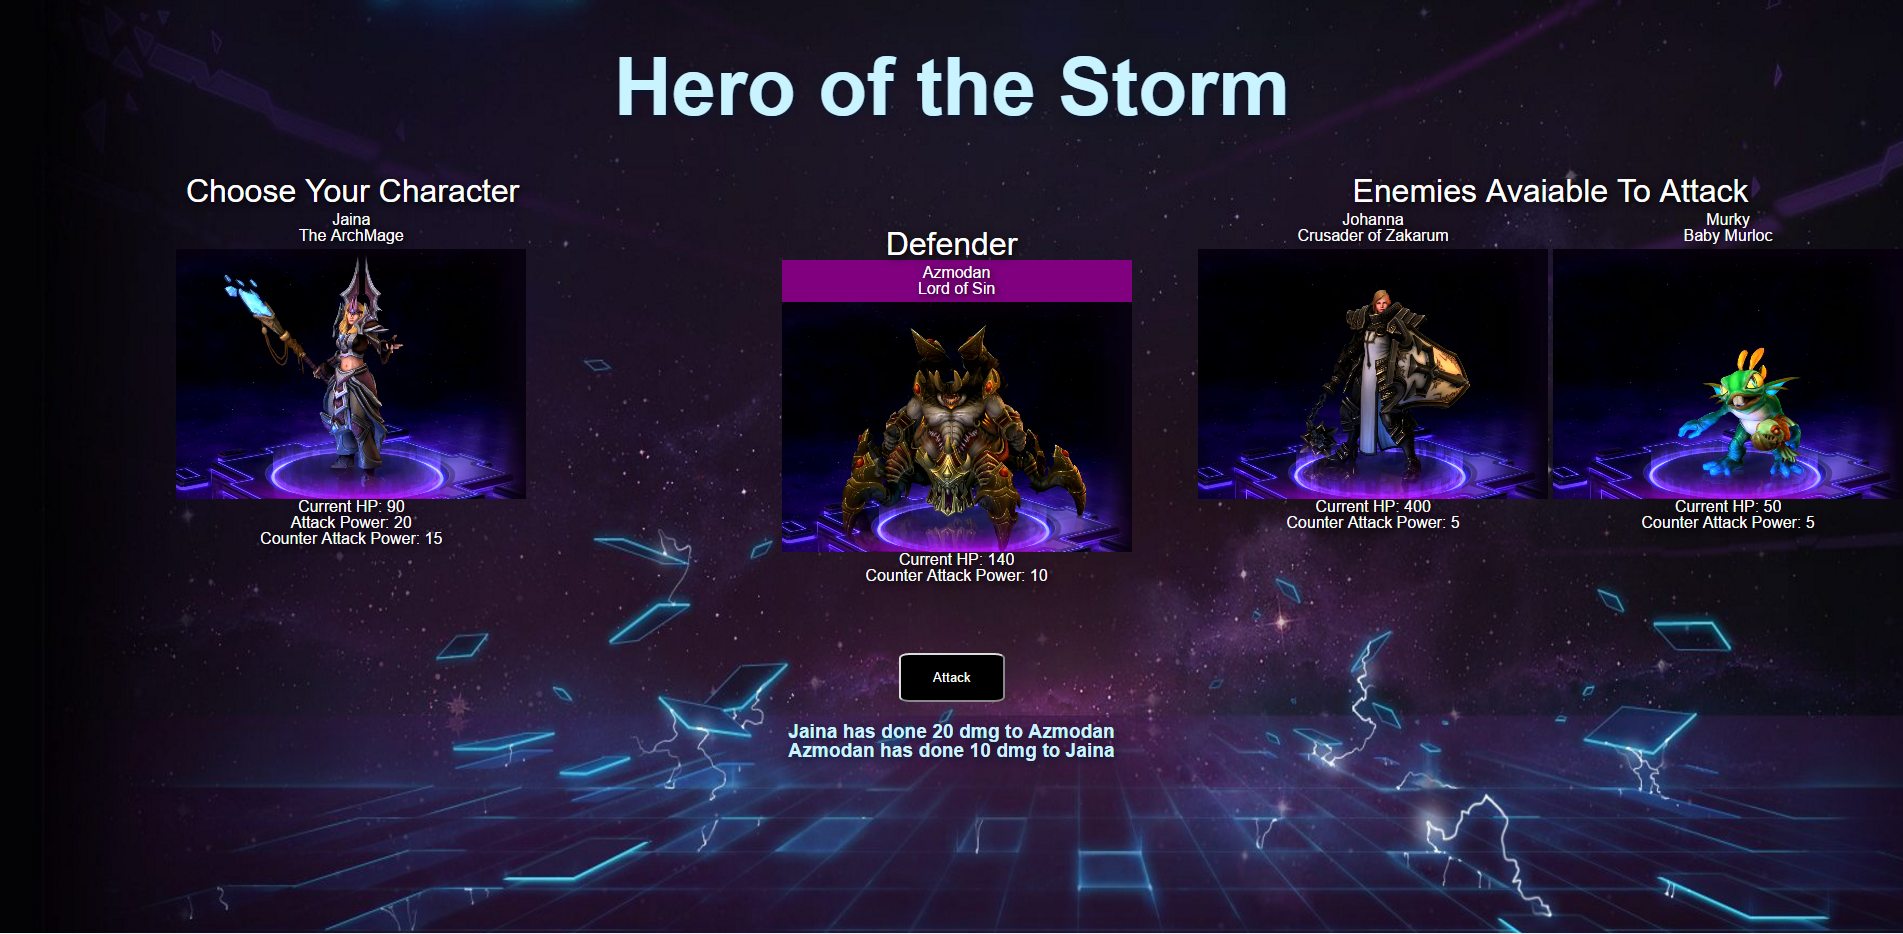 Hero of the Storm
Choose Your Character
Jaina
The ArchMage
Current HP: 90
Attack Power: 20
Counter Attack Power: 15
Defender
Azmodan
Lord of Sin
Current HP: 140
Counter Attack Power: 10
Enemies Avaiable To Attack
Johanna
Crusader of Zakarum
Current HP: 400
Counter Attack Power: 5
Murky
Baby Murloc
Current HP: 50
Counter Attack Power: 5
Attack
Jaina has done 20 dmg to Azmodan
Azmodan has done 10 dmg to Jaina